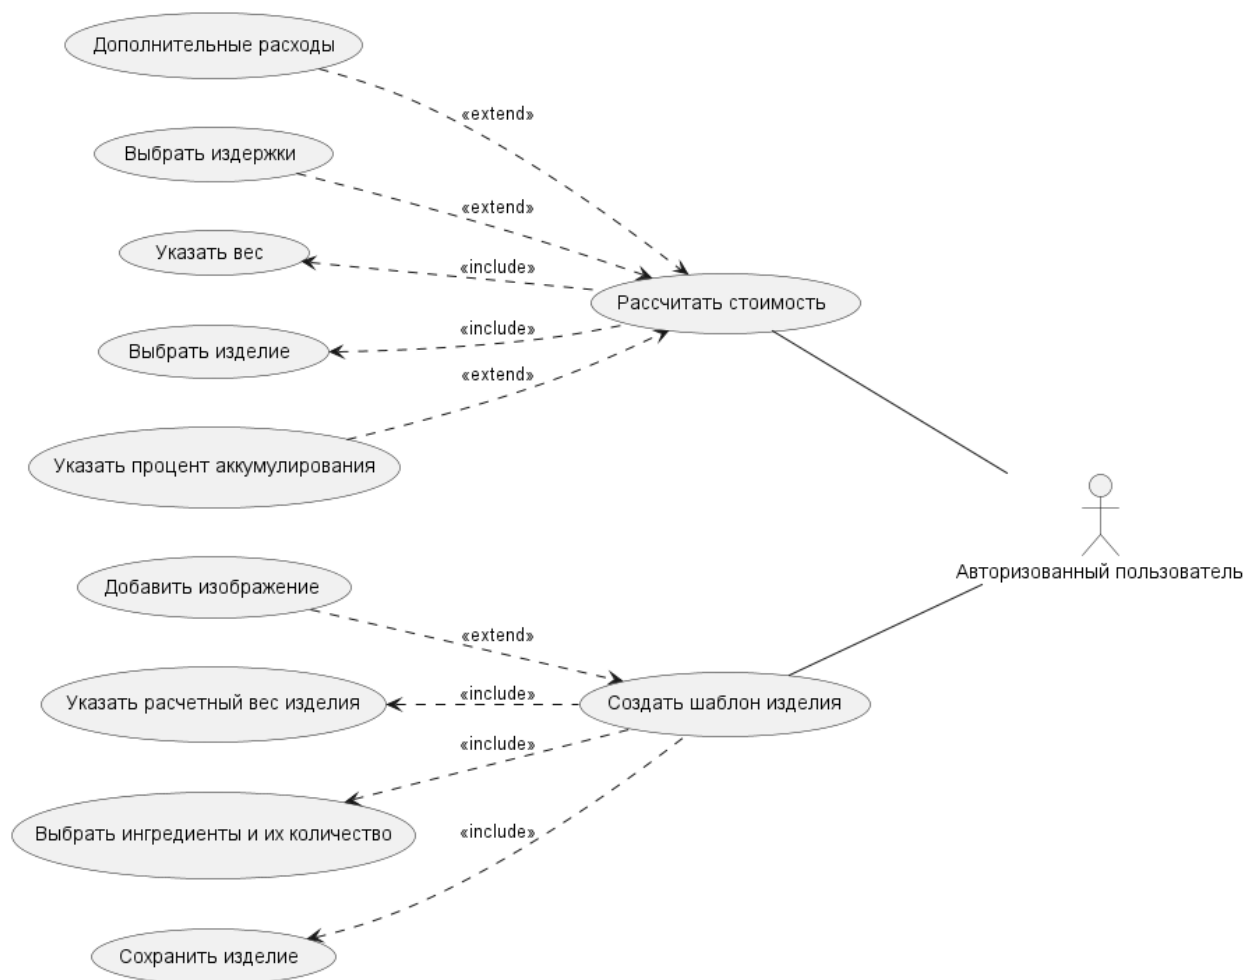 Дополнительные расходы
«extend»
Выбрать издержки
«extend»
Указать вес
«include»
Рассчитать стоимость
Выбрать изделие
«include»
«extend»
Указать процент аккумулирования
Авторизованный пользователь
Добавить изображение
«extend»
Указать расчетный вес изделия
«include»
Создать шаблон изделия
«include»
Выбрать ингредиенты и их количество
«include»
Сохранить изделие